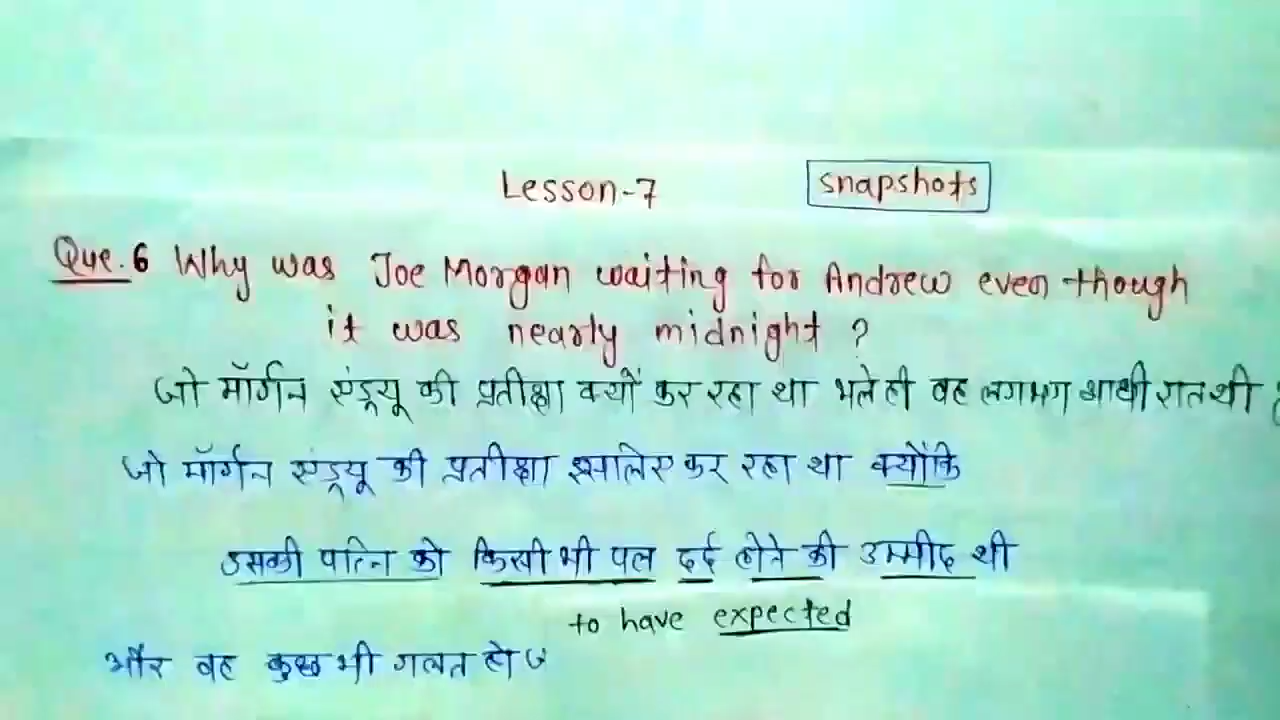 Lesson-7 snapshots
Que.6 Why was Joe Morgan waiting for Andrew even though
it was nearly midnight ?
जो मॉर्गन एंड्र्यू की प्रतीक्षा क्यों कर रहा था भले ही वह लगभग आधी रात थी
जो मॉर्गन एंड्र्यू की प्रतीक्षा इसलिए कर रहा था क्योंकि
उसकी पत्नि को किसी भी पल दर्द होने की उम्मीद थी
to have expected
और वह कुछ भी गलत हो